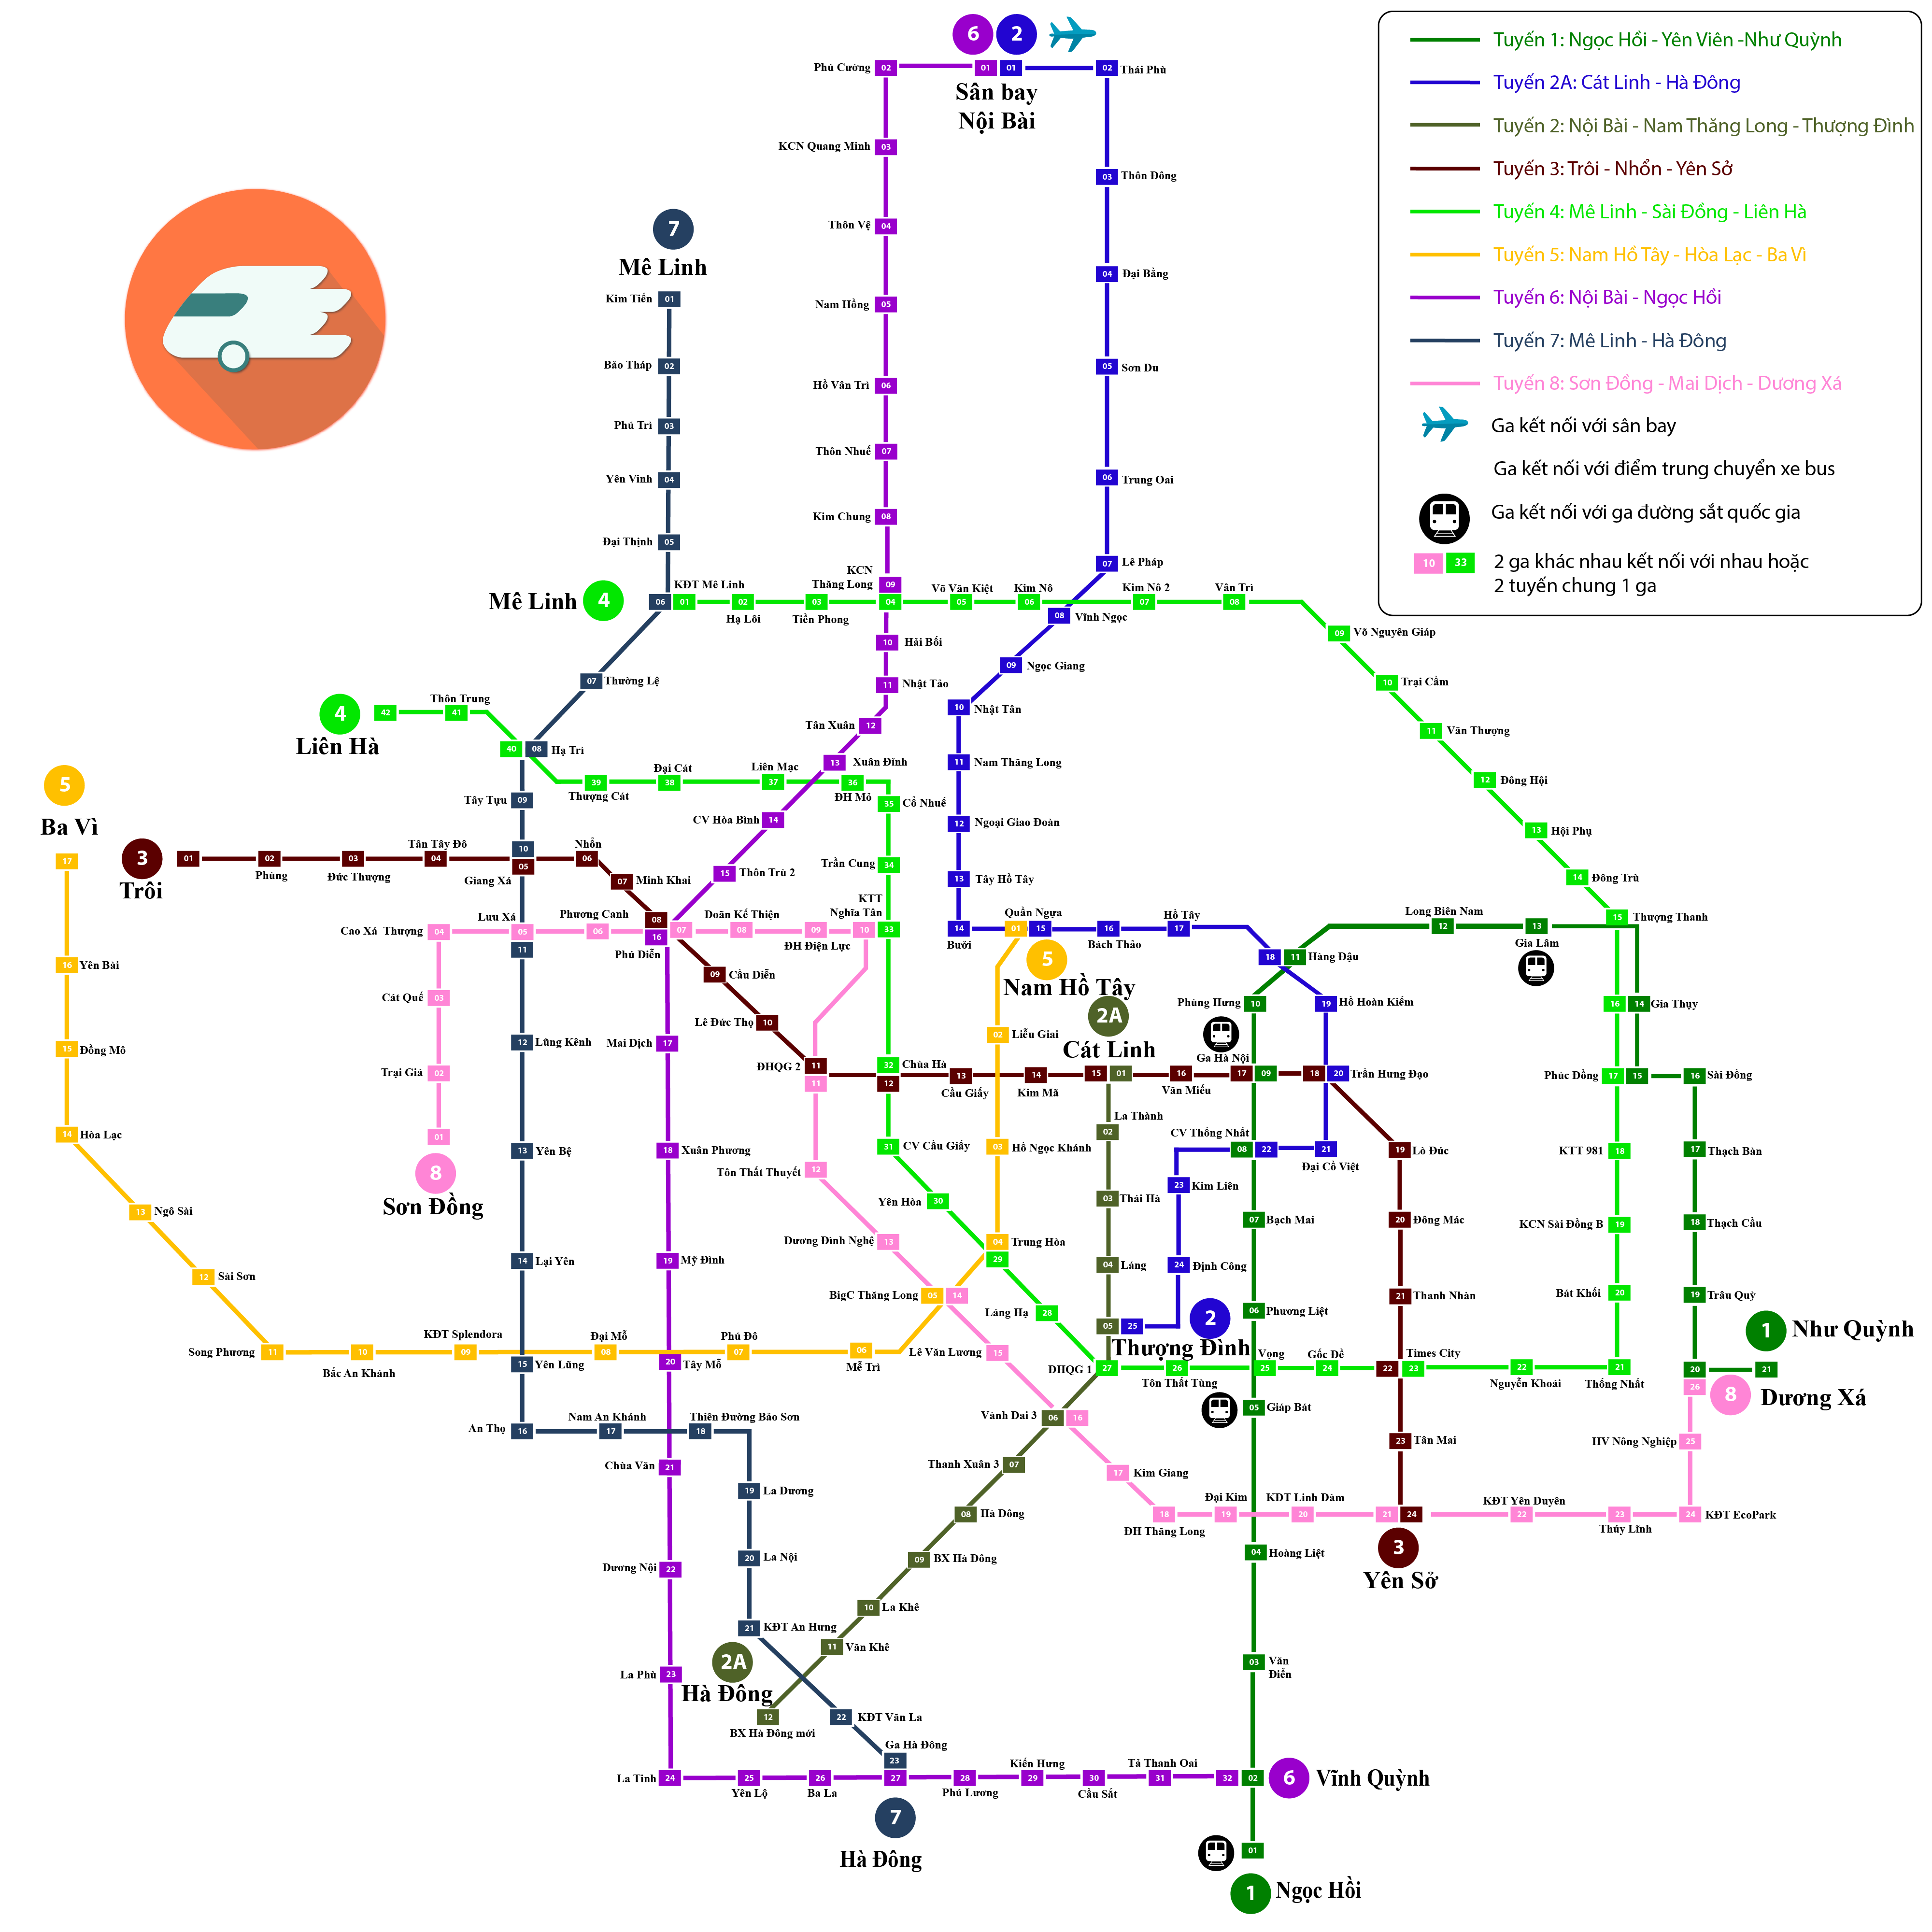 6
2
Phú Cường
02
01
01
02
Thái Phù
Sân bay
Nội Bài
KCN Quang Minh
03
03
Thôn Đông
Thôn Vệ
04
04
Đại Bằng
Nam Hồng
05
05
Sơn Du
Hồ Vân Trì
06
Thôn Nhuế
07
06
Trung Oai
Kim Chung
08
07
Lê Pháp
7
Mê Linh
Kim Tiến
01
Bảo Tháp
02
Phú Trì
03
Yên Vinh
04
Đại Thịnh
05
Tuyến 1: Ngọc Hồi - Yên Viên -Như Quỳnh
Tuyến 2A: Cát Linh - Hà Đông
Tuyến 2: Nội Bài - Nam Thăng Long - Thượng Đình
Tuyến 3: Trôi - Nhổn - Yên Sở
Tuyến 4: Mê Linh - Sài Đồng - Liên Hà
Tuyến 5: Nam Hồ Tây - Hòa Lạc - Ba Vì
Tuyến 6: Nội Bài - Ngọc Hồi
Tuyến 7: Mê Linh - Hà Đông
Tuyến 8: Sơn Đồng - Mai Dịch - Dương Xá
Ga kết nối với sân bay
Ga kết nối với điểm trung chuyển xe bus
Ga kết nối với ga đường sắt quốc gia
10
33
2 ga khác nhau kết nối với nhau hoặc
2 tuyến chung 1 ga
Mê Linh
4
06
01
KĐT Mê Linh
02
Hạ Lôi
03
Tiền Phong
KCN
Thăng Long
09
04
Võ Văn Kiệt
05
Kim Nô
06
Kim Nỗ 2
07
Vân Trì
08
08
Vĩnh Ngọc
09
Võ Nguyên Giáp
10
Hải Bối
09
Ngọc Giang
07
Thường Lệ
11
Nhật Tảo
10
Trại Cầm
10
Nhật Tân
4
Liên Hà
42
Thôn Trung
41
Tân Xuân
12
11
Văn Thượng
40
08
Hạ Trì
13
Xuân Đỉnh
11
Nam Thăng Long
39
Thượng Cát
Đại Cát
38
Liên Mạc
37
36
ĐH Mỏ
12
Đông Hội
5
Ba Vì
Tây Tựu
09
35
Cổ Nhuế
CV Hòa Bình
14
12
Ngoại Giao Đoàn
13
Hội Phụ
3
Trôi
01
02
Phùng
03
Đức Thượng
Tân Tây Đô
04
10
05
Giang Xá
Nhổn
06
07
Minh Khai
15
Thôn Trù 2
Trần Cung
34
13
Tây Hồ Tây
14
Đông Trù
17
Cao Xá Thượng
04
Lưu Xá
05
11
Phương Canh
06
08
16
Phú Diễn
07
Doãn Kế Thiện
08
09
ĐH Điện Lực
KTT
Nghĩa Tân
10
33
14
Bưởi
Quần Ngựa
01
15
16
Bách Thảo
Hồ Tây
17
Long Biên Nam
12
13
Gia Lâm
15
Thượng Thanh
18
11
Hàng Đậu
5
Nam Hồ Tây
16
Yên Bài
Cát Quế
03
09
Cầu Diễn
Lê Đức Thọ
10
Phùng Hưng
10
19
Hồ Hoàn Kiếm
16
14
Gia Thụy
2A
Cát Linh
02
Liễu Giai
15
Đồng Mô
12
Lũng Kênh
Mai Dịch
17
Trại Giá
02
ĐHQG 2
11
11
32
12
Chùa Hà
13
Cầu Giấy
14
Kim Mã
15
01
16
Văn Miếu
Ga Hà Nội
17
09
18
20
Trần Hưng Đạo
Phúc Đồng
17
15
16
Sài Đồng
La Thành
02
14
Hòa Lạc
01
8
Sơn Đồng
13
Yên Bệ
18
Xuân Phương
Tôn Thất Thuyết
12
31
CV Cầu Giấy
03
Hồ Ngọc Khánh
CV Thống Nhất
08
22
21
Đại Cồ Việt
19
Lò Đúc
KTT 981
18
17
Thạch Bàn
23
Kim Liên
13
Ngô Sài
Yên Hòa
30
03
Thái Hà
07
Bạch Mai
20
Đông Mác
KCN Sài Đồng B
19
18
Thạch Cầu
Dương Đình Nghệ
13
04
Trung Hòa
29
12
Sài Sơn
14
Lại Yên
19
Mỹ Đình
04
Láng
24
Định Công
BigC Thăng Long
05
14
Láng Hạ
28
06
Phương Liệt
21
Thanh Nhàn
Bát Khối
20
19
Trâu Quỳ
05
25
2
Thượng Đình
1
Như Quỳnh
Song Phương
11
10
Bắc An Khánh
KĐT Splendora
09
15
Yên Lũng
Đại Mỗ
08
20
Tây Mỗ
Phú Đô
07
06
Mễ Trì
Lê Văn Lương
15
ĐHQG 1
27
26
Tôn Thất Tùng
Vọng
25
Gốc Đề
24
22
23
Times City
22
Nguyễn Khoái
21
Thống Nhất
20
21
26
8
Dương Xá
An Thọ
16
Nam An Khánh
17
Thiên Đường Bảo Sơn
18
Vành Đai 3
06
16
05
Giáp Bát
23
Tân Mai
HV Nông Nghiệp
25
Chùa Văn
21
19
La Dương
Thanh Xuân 3
07
17
Kim Giang
08
Hà Đông
18
ĐH Thăng Long
Đại Kim
19
KĐT Linh Đàm
20
21
24
KĐT Yên Duyên
22
23
Thúy Lĩnh
24
KĐT EcoPark
3
Yên Sở
Dương Nội
22
20
La Nội
09
BX Hà Đông
04
Hoàng Liệt
10
La Khê
21
KĐT An Hưng
11
Văn Khê
2A
Hà Đông
La Phù
23
03
Văn
Điển
12
BX Hà Đông mới
22
KĐT Văn La
Ga Hà Đông
23
La Tinh
24
25
Yên Lộ
26
Ba La
27
28
Phú Lương
Kiến Hưng
29
30
Cầu Sắt
Tả Thanh Oai
31
32
02
6
Vĩnh Quỳnh
7
Hà Đông
01
1
Ngọc Hồi